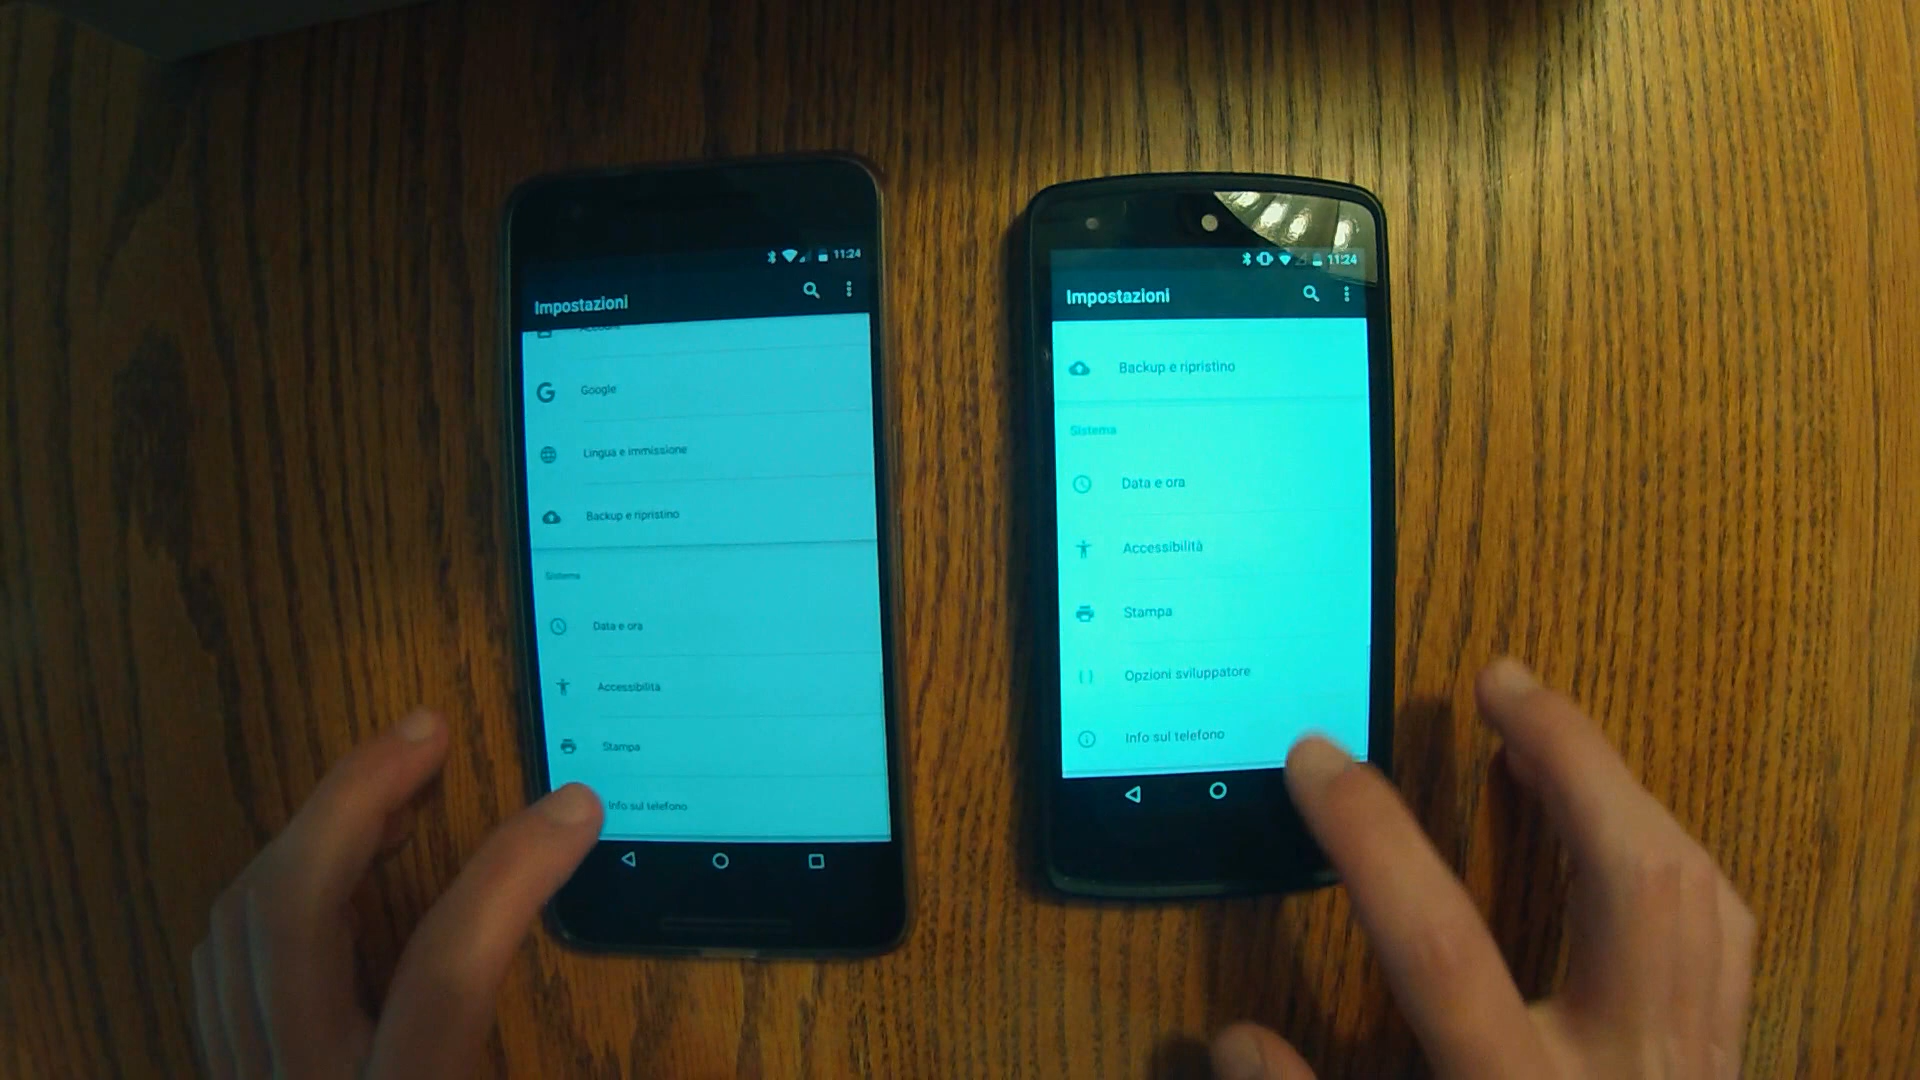 11:24
Impostazioni
Account
Google
Lingua e immissione
Backup e ripristino
Sistema
Data e ora
Accessibilità
Stampa
Info sul telefono
11:24
Impostazioni
Backup e ripristino
Sistema
Data e ora
Accessibilità
Stampa
Opzioni sviluppatore
Info sul telefono